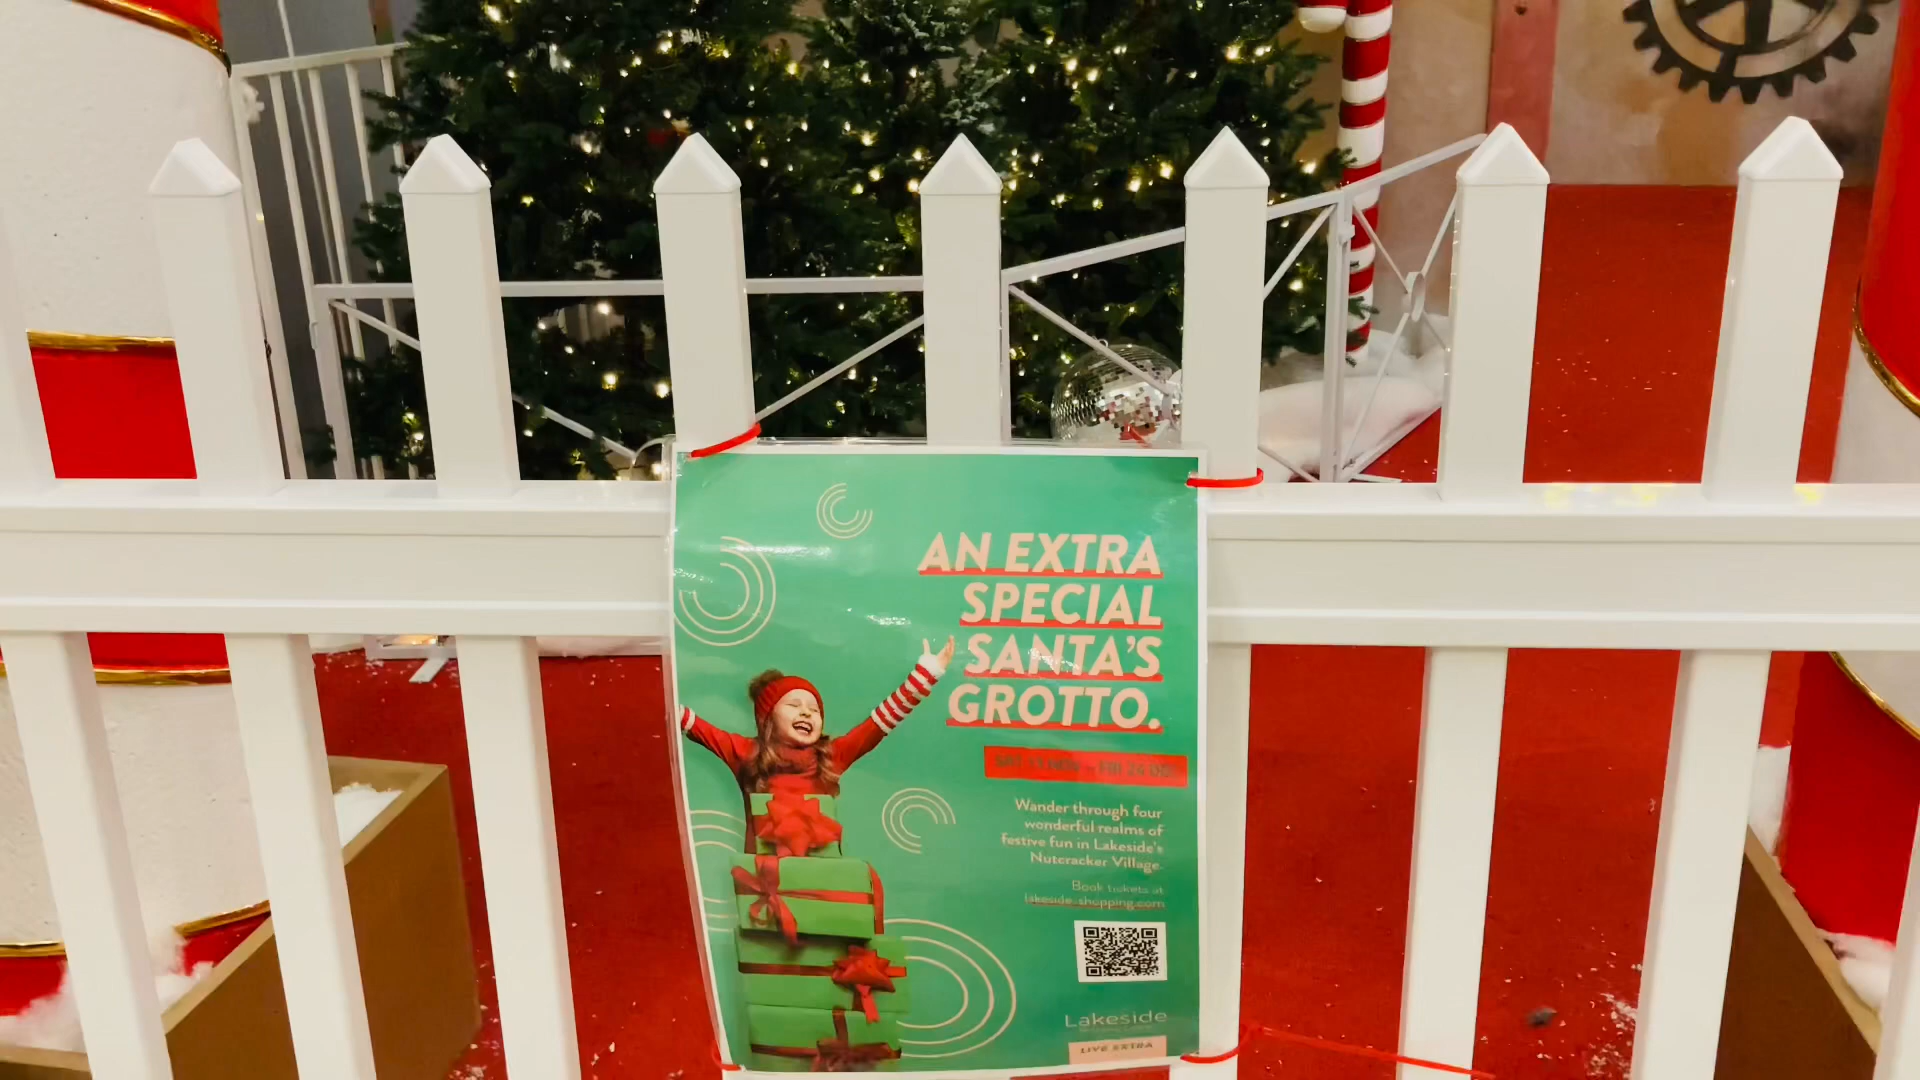 AN EXTRA
SPECIAL
SANTA'S
GROTTO.
Wander through four
wonderful realms of
festive fun in Lakeside's
Nutcracker Village.
Book tickets at
lakeside-shopping.com
Lakeside
LIVE EXTRA